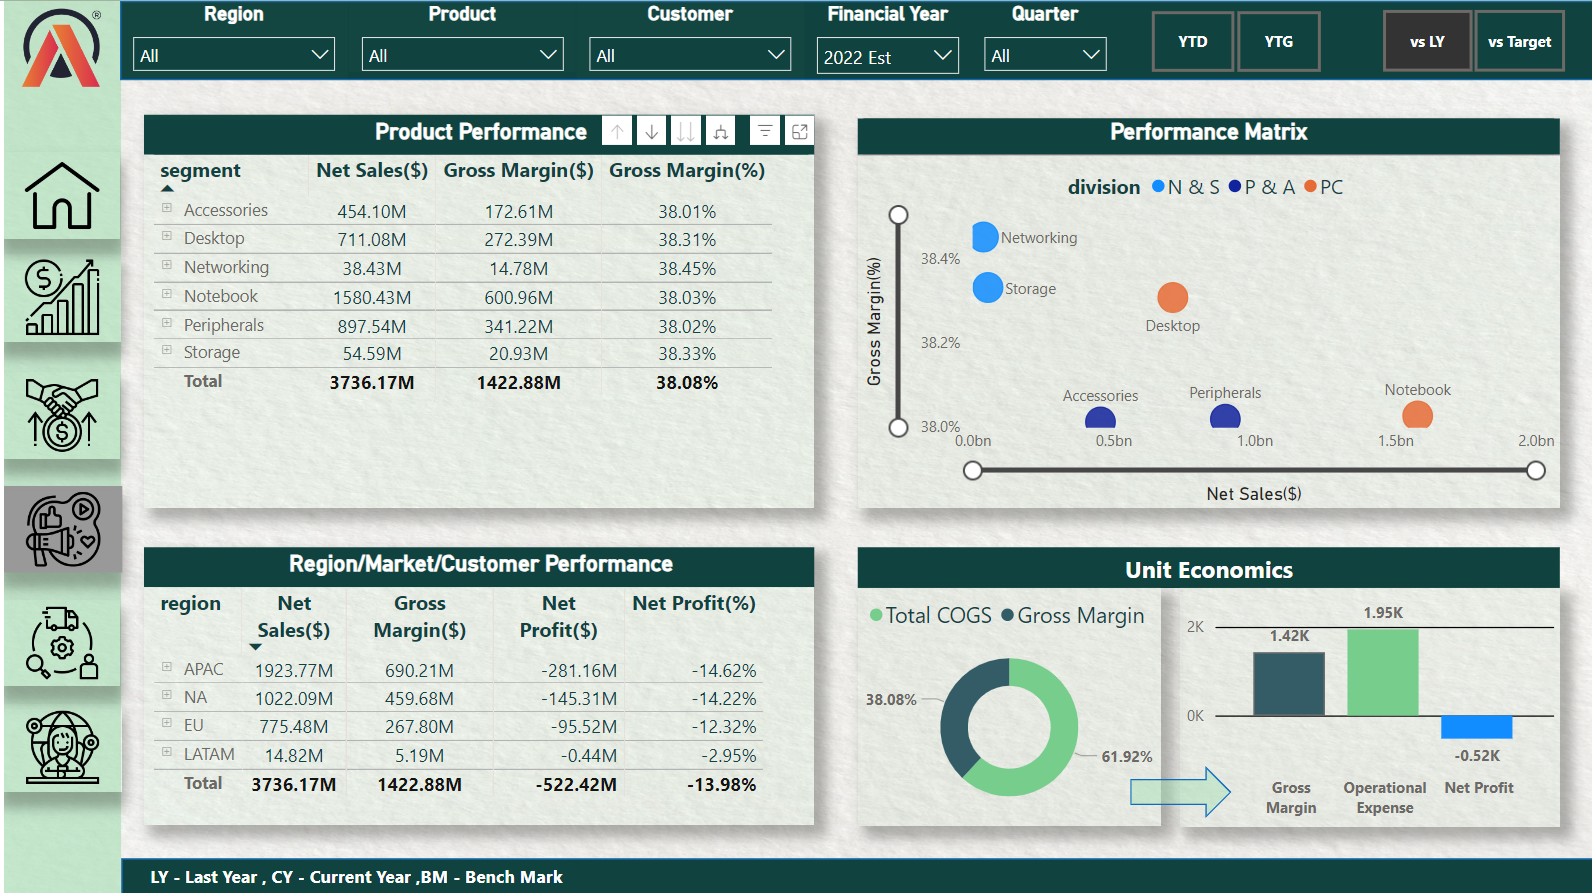 ®
Region Product Customer Financial Year Quarter
All All All 2022 Est All
YTD YTG vs LY vs Target
Product Performance
segment Net Sales($) Gross Margin($) Gross Margin(%)
Accessories 454.10M 172.61M 38.01%
Desktop 711.08M 272.39M 38.31%
Networking 38.43M 14.78M 38.45%
Notebook 1580.43M 600.96M 38.03%
Peripherals 897.54M 341.22M 38.02%
Storage 54.59M 20.93M 38.33%
Total 3736.17M 1422.88M 38.08%
Performance Matrix
division N & S P & A PC
Gross Margin(%)
38.4%
38.2%
38.0%
Networking
Storage
Desktop
Accessories
Peripherals
Notebook
0.0bn 0.5bn 1.0bn 1.5bn 2.0bn
Net Sales($)
Region/Market/Customer Performance
region Net Sales($) Gross Margin($) Net Profit($) Net Profit(%)
APAC 1923.77M 690.21M -281.16M -14.62%
NA 1022.09M 459.68M -145.31M -14.22%
EU 775.48M 267.80M -95.52M -12.32%
LATAM 14.82M 5.19M -0.44M -2.95%
Total 3736.17M 1422.88M -522.42M -13.98%
Unit Economics
Total COGS Gross Margin
38.08%
61.92%
2K
0K
1.42K
1.95K
-0.52K
Gross Margin
Operational Expense
Net Profit
LY - Last Year , CY - Current Year ,BM - Bench Mark